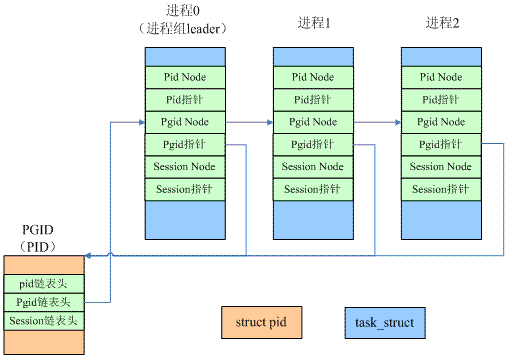 进程0
（进程组leader）
进程1
进程2
Pid Node
Pid指针
Pgid Node
Pgid指针
Session Node
Session指针
Pid Node
Pid指针
Pgid Node
Pgid指针
Session Node
Session指针
Pid Node
Pid指针
Pgid Node
Pgid指针
Session Node
Session指针
PGID
（PID）
pid链表头
Pgid链表头
Session链表头
struct pid
task_struct